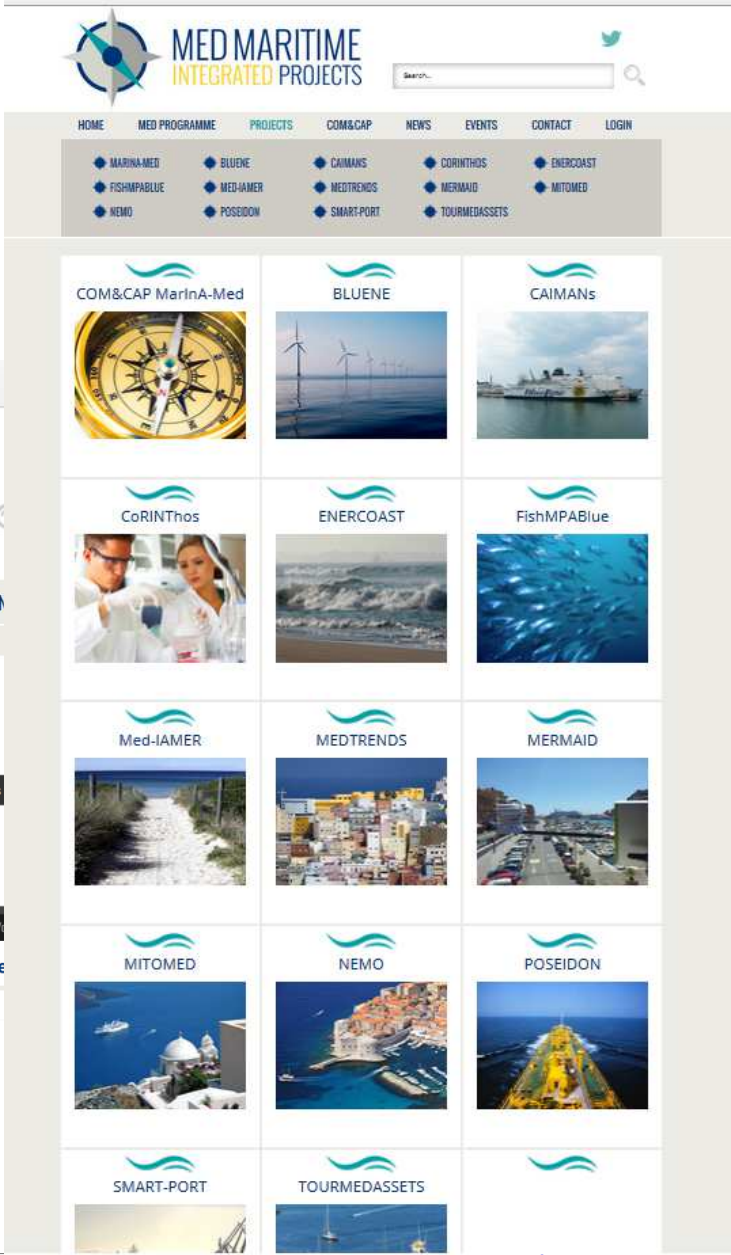 MED MARITIME
INTEGRATED PROJECTS
Search...
HOME MED PROGRAMME PROJECTS COM&CAP NEWS EVENTS CONTACT LOGIN
MARINA-MED BLUENE CAIMANS CORINTHOS ENERCOAST
FISHMPABLUE MED-IAMER MEDTRENDS MERMAID MITOMED
NEMO POSEIDON SMART-PORT TOURMEDASSETS
COM&CAP MarInA-Med BLUENE CAIMANs
CoRINThos ENERCOAST FishMPABlue
Med-IAMER MEDTRENDS MERMAID
MITOMED NEMO POSEIDON
SMART-PORT TOURMEDASSETS